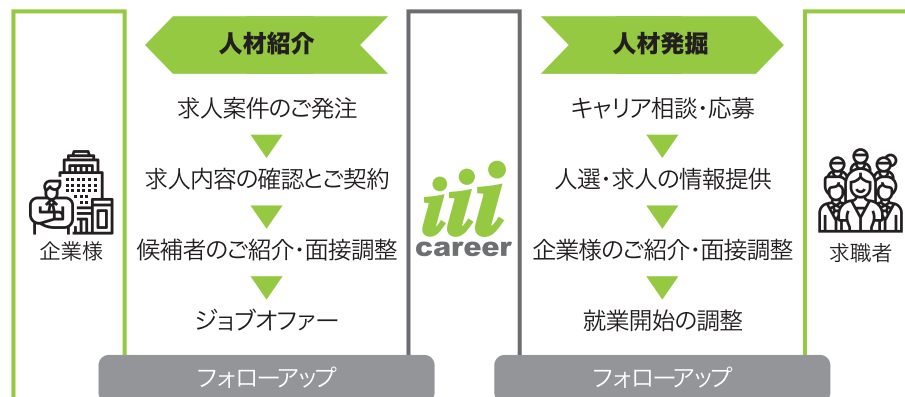 人材紹介
求人案件のご発注
求人内容の確認とご契約
候補者のご紹介・面接調整
ジョブオファー
フォローアップ
企業様
iii
career
人材発掘
キャリア相談・応募
人選・求人の情報提供
企業様のご紹介・面接調整
就業開始の調整
フォローアップ
求職者